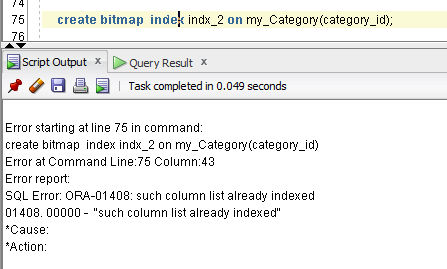 74
75 create bitmap index indx_2 on my_Category(category_id);
76
Script Output × Query Result ×
Task completed in 0.049 seconds
Error starting at line 75 in command:
create bitmap index indx_2 on my_Category(category_id)
Error at Command Line:75 Column:43
Error report:
SQL Error: ORA-01408: such column list already indexed
01408. 00000 - "such column list already indexed"
*Cause:
*Action: